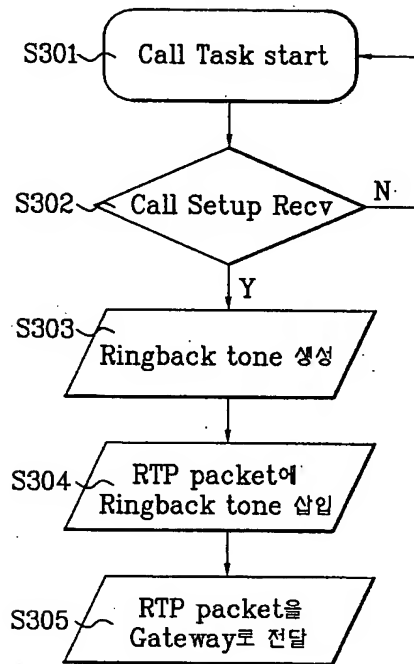 S301
Call Task start
S302
Call Setup Recv
N
Y
S303
Ringback tone 생성
S304
RTP packet에
Ringback tone 삽입
S305
RTP packet을
Gateway로 전달